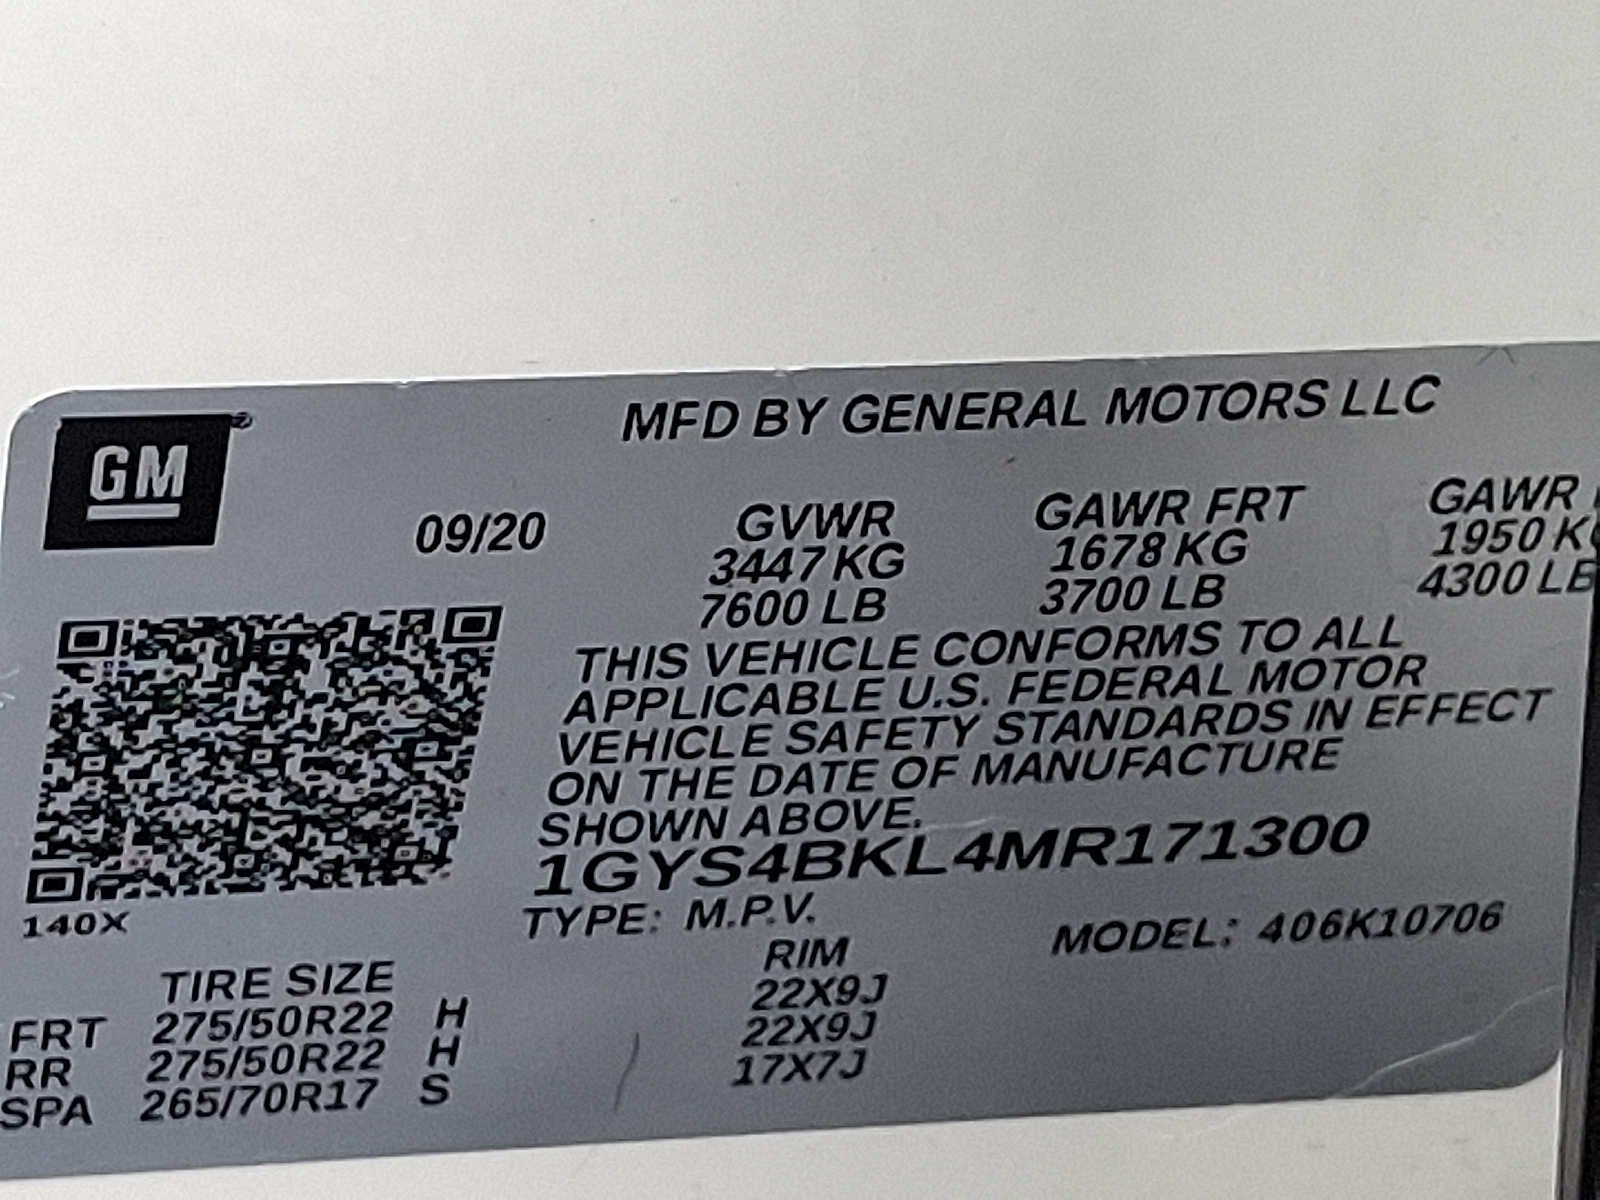 GM
MFD BY GENERAL MOTORS LLC
09/20 GVWR GAWR FRT GAWR
3447 KG 1678 KG 1950 KG
7600 LB 3700 LB 4300 LB
THIS VEHICLE CONFORMS TO ALL
APPLICABLE U.S. FEDERAL MOTOR
VEHICLE SAFETY STANDARDS IN EFFECT
ON THE DATE OF MANUFACTURE
SHOWN ABOVE.
1GYS4BKL4MR171300
140X
TYPE: M.P.V. MODEL: 406K10706
TIRE SIZE RIM
FRT 275/50R22 H 22X9J
RR 275/50R22 H 22X9J
SPA 265/70R17 S 17X7J